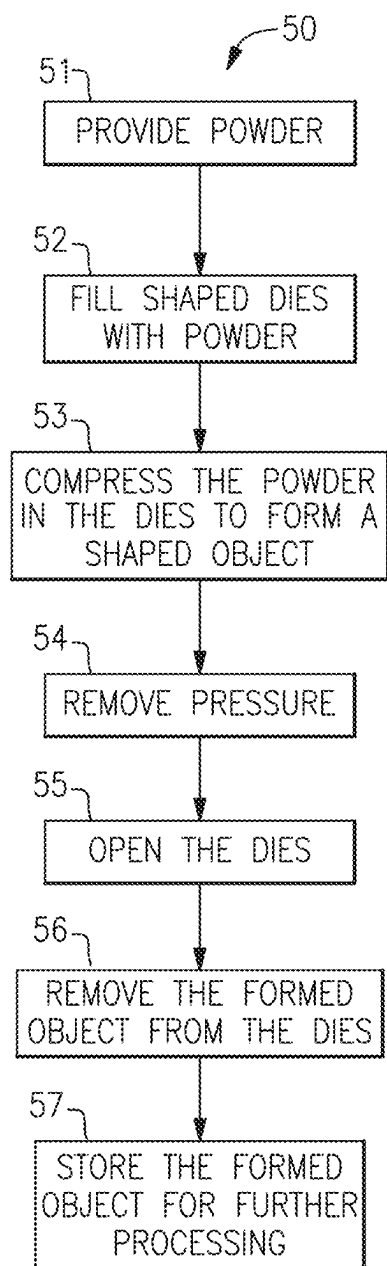 50
51
PROVIDE POWDER
52
FILL SHAPED DIES
WITH POWDER
53
COMPRESS THE POWDER
IN THE DIES TO FORM A
SHAPED OBJECT
54
REMOVE PRESSURE
55
OPEN THE DIES
56
REMOVE THE FORMED
OBJECT FROM THE DIES
57
STORE THE FORMED
OBJECT FOR FURTHER
PROCESSING